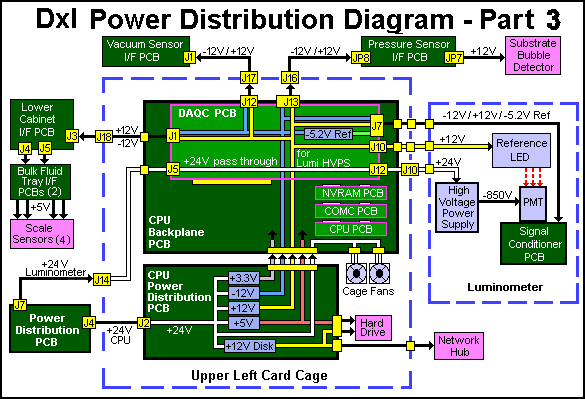 DxI Power Distribution Diagram - Part 3
Vacuum Sensor
I/F PCB
J1
-12V /+12V
-12V /+12V
JP8
Pressure Sensor
I/F PCB
JP7
+12V
Substrate
Bubble
Detector
J17
J16
Lower
Cabinet
I/F PCB
J3
J4
J5
J18
+12V
-12V
Bulk Fluid
Tray I/F
PCBs (2)
+5V
Scale
Sensors (4)
J12
J13
DAQC PCB
J1
-5.2V Ref
J7
J10
J5
+24V pass through
for
Lumi HVPS
J12
J10
NVRAM PCB
COMC PCB
CPU PCB
CPU
Backplane
PCB
-12V /+12V / -5.2V Ref
+12V
Reference
LED
+24V
High
Voltage
Power
Supply
-850V
PMT
Signal
Conditioner
PCB
Luminometer
+24V
Luminometer
J14
J7
Power
Distribution
PCB
J4
+24V
CPU
J2
CPU
Power
Distribution
PCB
+24V
+3.3V
-12V
+12V
+5V
+12V Disk
Cage Fans
Hard
Drive
Network
Hub
Upper Left Card Cage